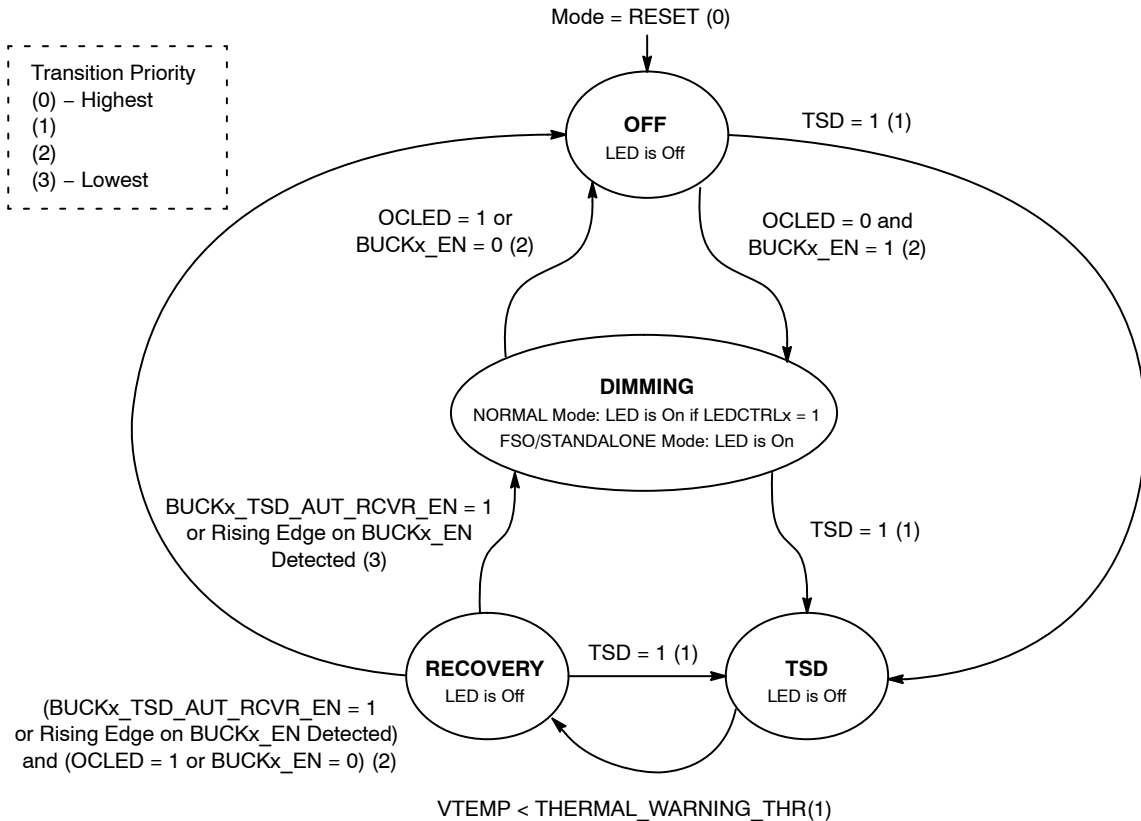 Mode = RESET (0)
Transition Priority
(0) – Highest
(1)
(2)
(3) – Lowest
OFF
LED is Off
TSD = 1 (1)
OCLED = 1 or
BUCKx_EN = 0 (2)
OCLED = 0 and
BUCKx_EN = 1 (2)
DIMMING
NORMAL Mode: LED is On if LEDCTRLx = 1
FSO/STANDALONE Mode: LED is On
BUCKx_TSD_AUT_RCVR_EN = 1
or Rising Edge on BUCKx_EN
Detected (3)
TSD = 1 (1)
RECOVERY
LED is Off
TSD = 1 (1)
TSD
LED is Off
(BUCKx_TSD_AUT_RCVR_EN = 1
or Rising Edge on BUCKx_EN Detected)
and (OCLED = 1 or BUCKx_EN = 0) (2)
VTEMP < THERMAL_WARNING_THR(1)